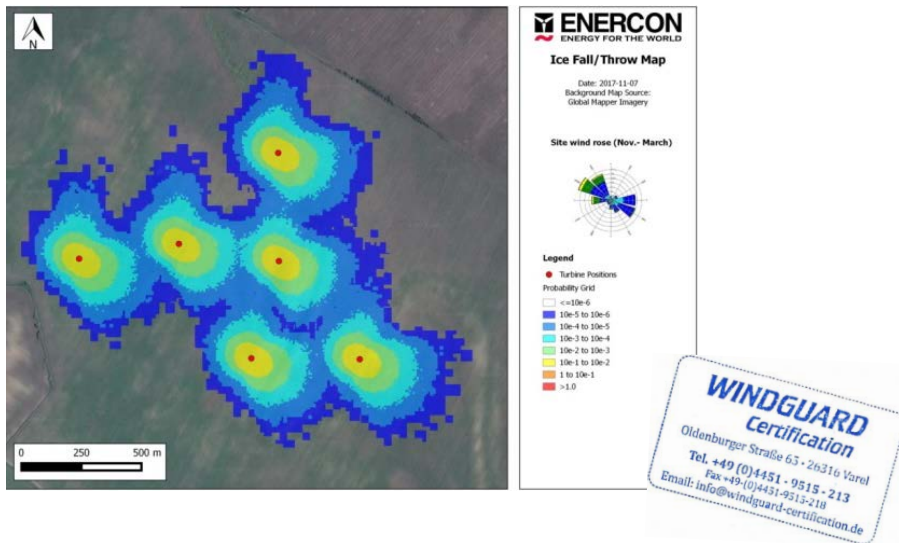 N
0 250 500 m
ENERCON
ENERGY FOR THE WORLD
Ice Fall/Throw Map
Date: 2017-11-07
Background Map Source:
Global Mapper Imagery
Site wind rose (Nov.- March)
Legend
Turbine Positions
Probability Grid
<=10e-6
10e-5 to 10e-6
10e-4 to 10e-5
10e-3 to 10e-4
10e-2 to 10e-3
10e-1 to 10e-2
1 to 10e-1
>1.0
WINDGUARD
Certification
Oldenburger Straße 65 - 26316 Varel
Tel. +49 (0)4451 - 9515 - 213
Fax +49-(0)4451-9515-218
Email: info@windguard-certification.de